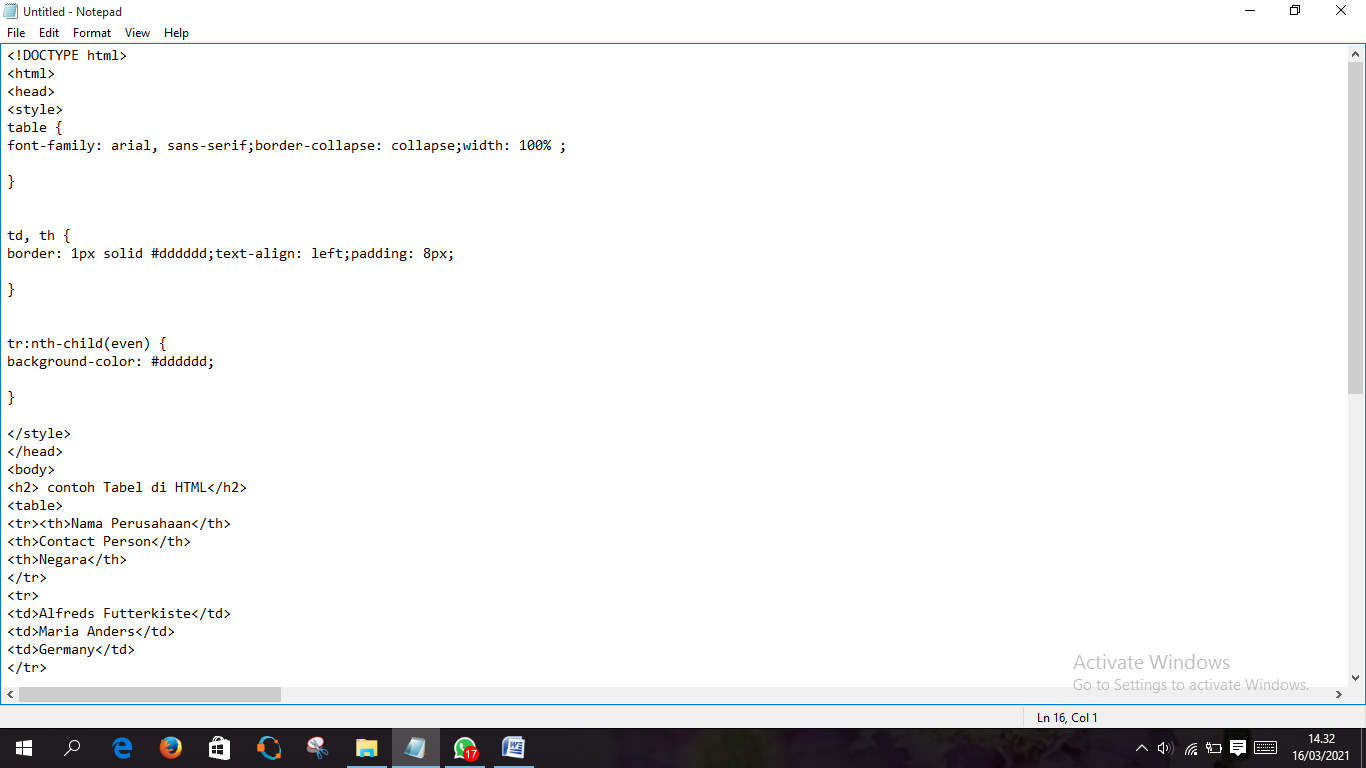 Untitled - Notepad
File Edit Format View Help
<!DOCTYPE html>
<html>
<head>
<style>
table {
font-family: arial, sans-serif;border-collapse: collapse;width: 100% ;
}
td, th {
border: 1px solid #dddddd;text-align: left;padding: 8px;
}
tr:nth-child(even) {
background-color: #dddddd;
}
</style>
</head>
<body>
<h2> contoh Tabel di HTML</h2>
<table>
<tr><th>Nama Perusahaan</th>
<th>Contact Person</th>
<th>Negara</th>
</tr>
<tr>
<td>Alfreds Futterkiste</td>
<td>Maria Anders</td>
<td>Germany</td>
</tr>
Activate Windows
Go to Settings to activate Windows.
Ln 16, Col 1
17
14.32
16/03/2021